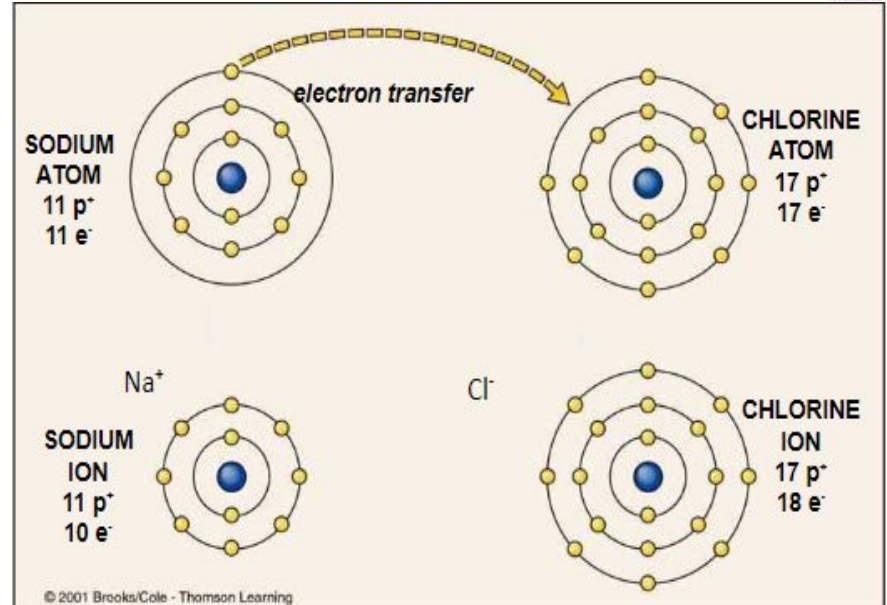 electron transfer
SODIUM
ATOM
11 p⁺
11 e⁻
CHLORINE
ATOM
17 p⁺
17 e⁻
Na⁺
SODIUM
ION
11 p⁺
10 e⁻
Cl⁻
CHLORINE
ION
17 p⁺
18 e⁻
© 2001 Brooks/Cole - Thomson Learning